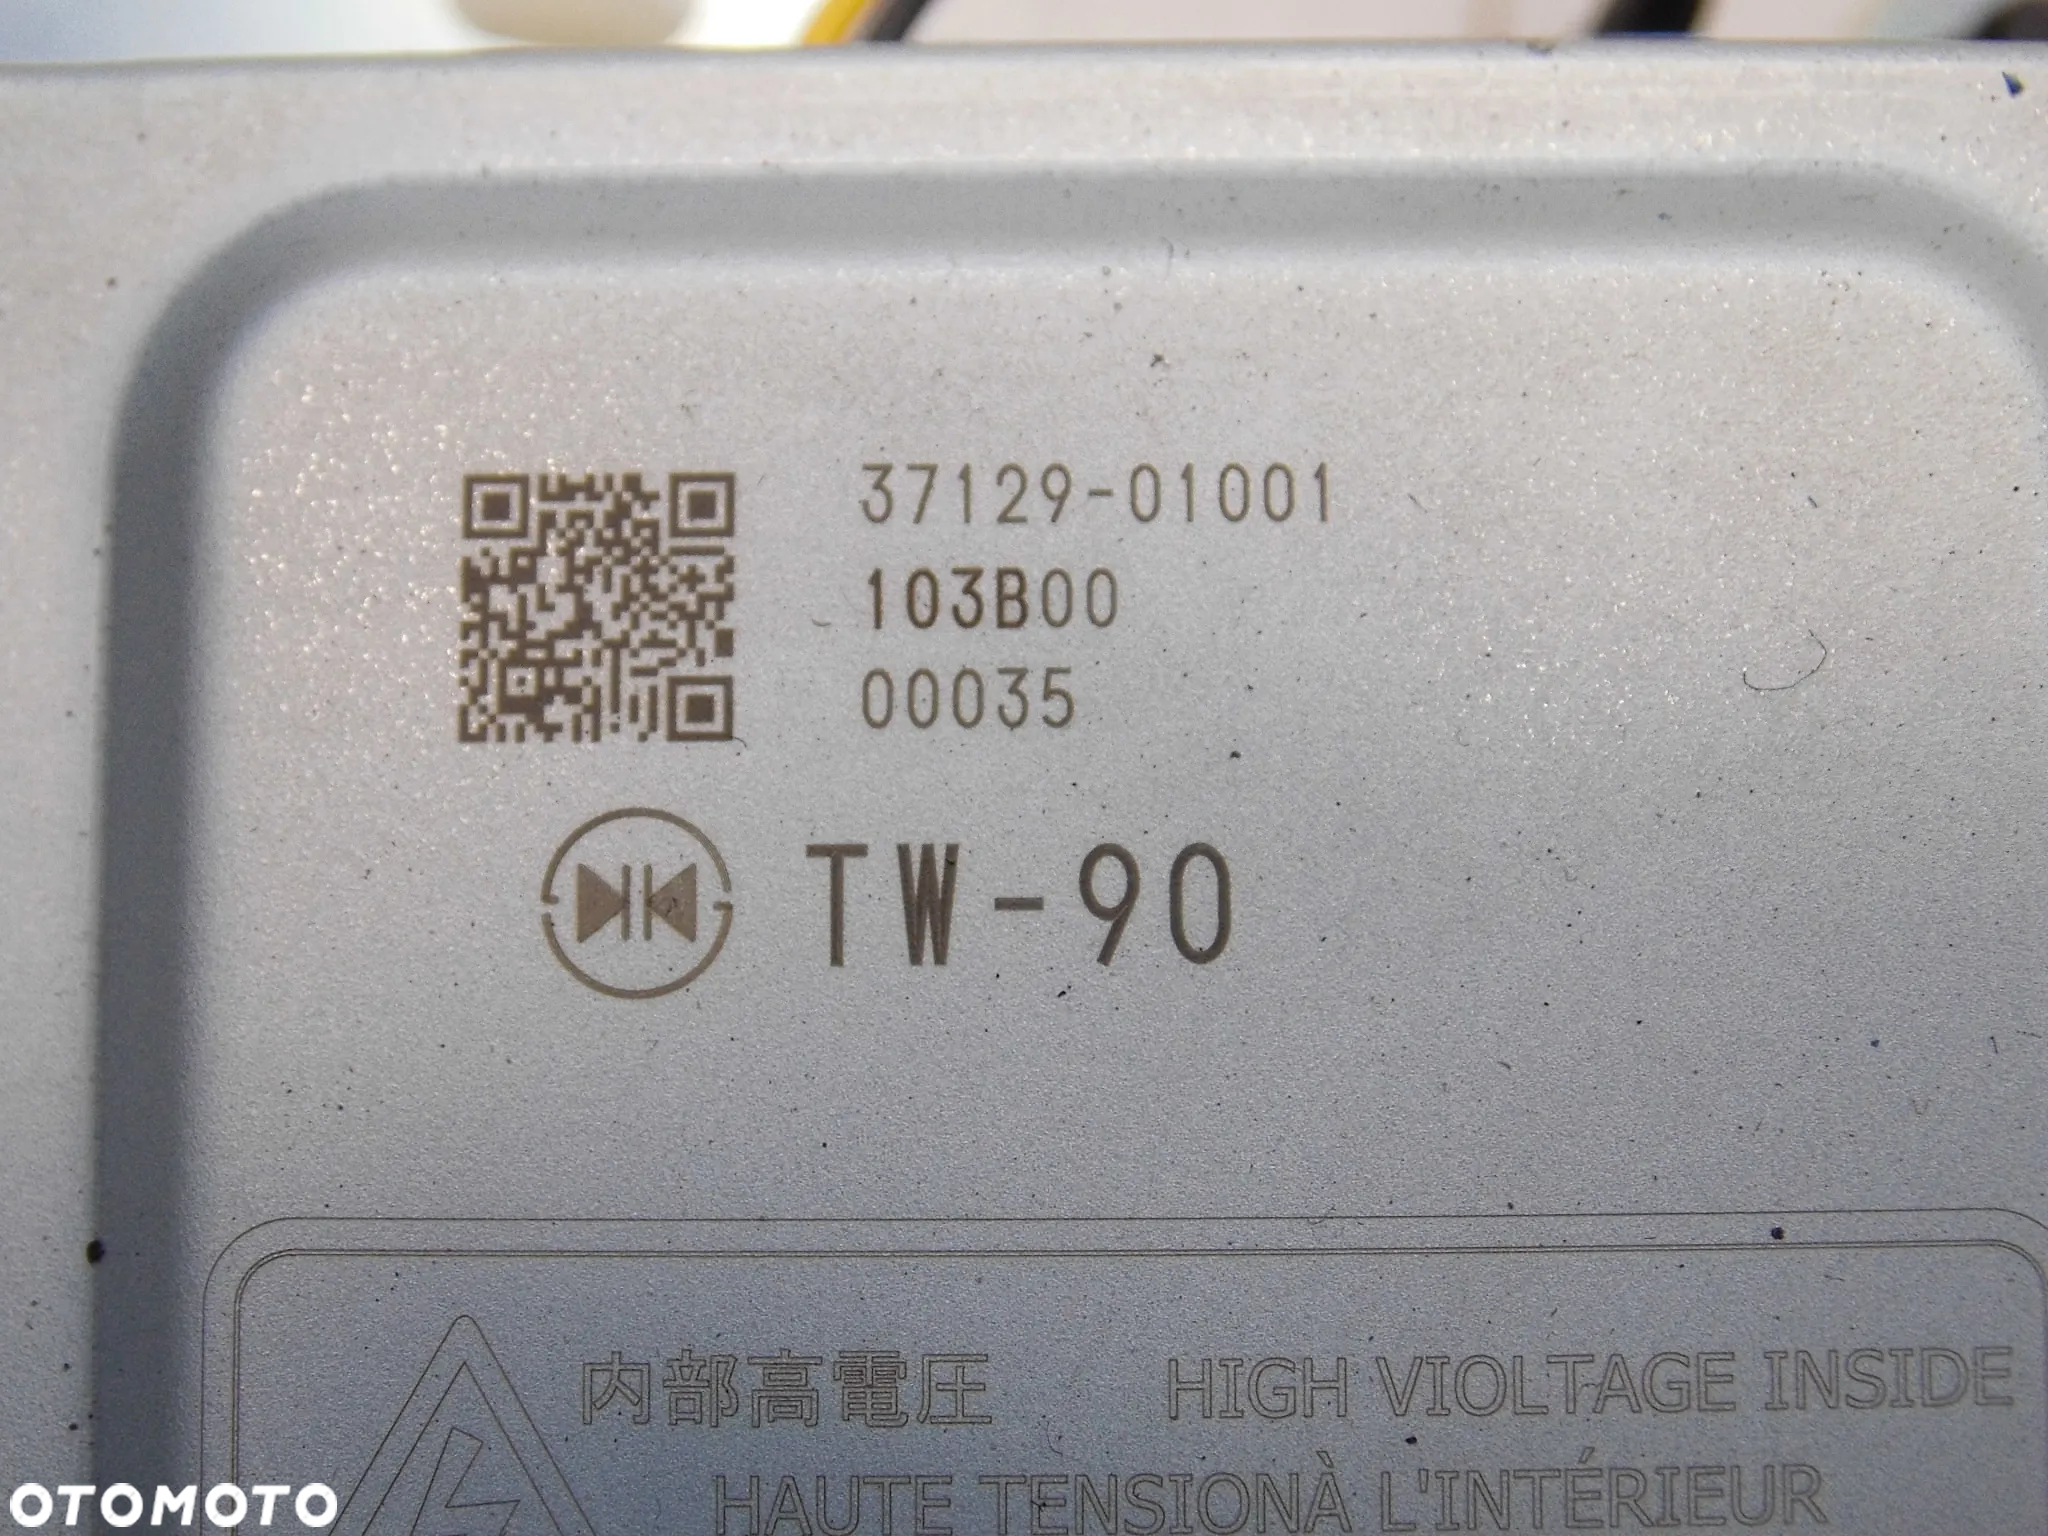 37129-01001
103B00
00035
TW-90
内部高電圧 HIGH VIOLTAGE INSIDE
HAUTE TENSIONÀ L'INTÉRIEUR
OTOMOTO